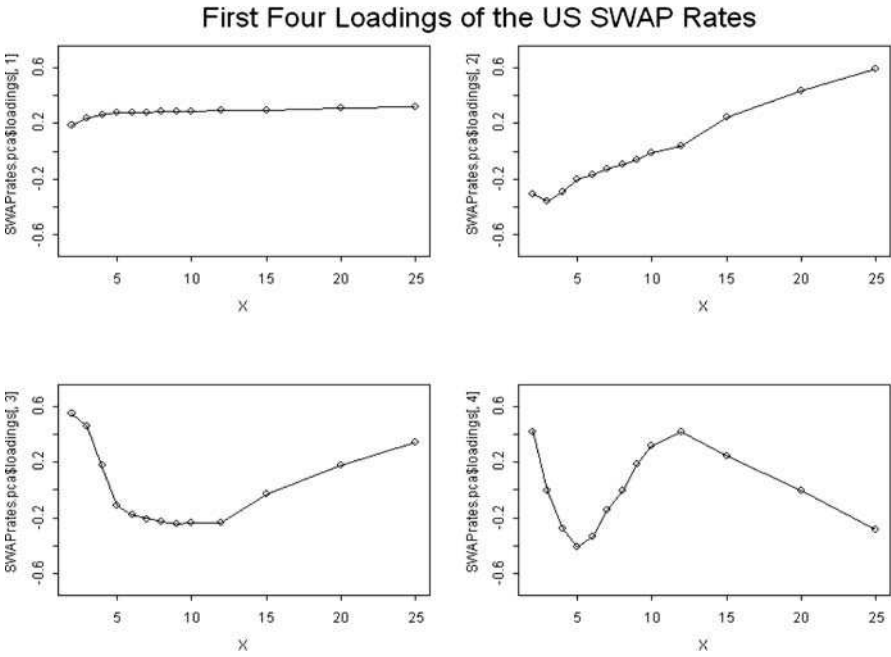 First Four Loadings of the US SWAP Rates
SWAPrates.pca$loadings[, 1]
0.6
0.2
-0.2
-0.6
5 10 15 20 25
X
SWAPrates.pca$loadings[, 2]
0.6
0.2
-0.2
-0.6
5 10 15 20 25
X
SWAPrates.pca$loadings[, 3]
0.6
0.2
-0.2
-0.6
5 10 15 20 25
X
SWAPrates.pca$loadings[, 4]
0.6
0.2
-0.2
-0.6
5 10 15 20 25
X